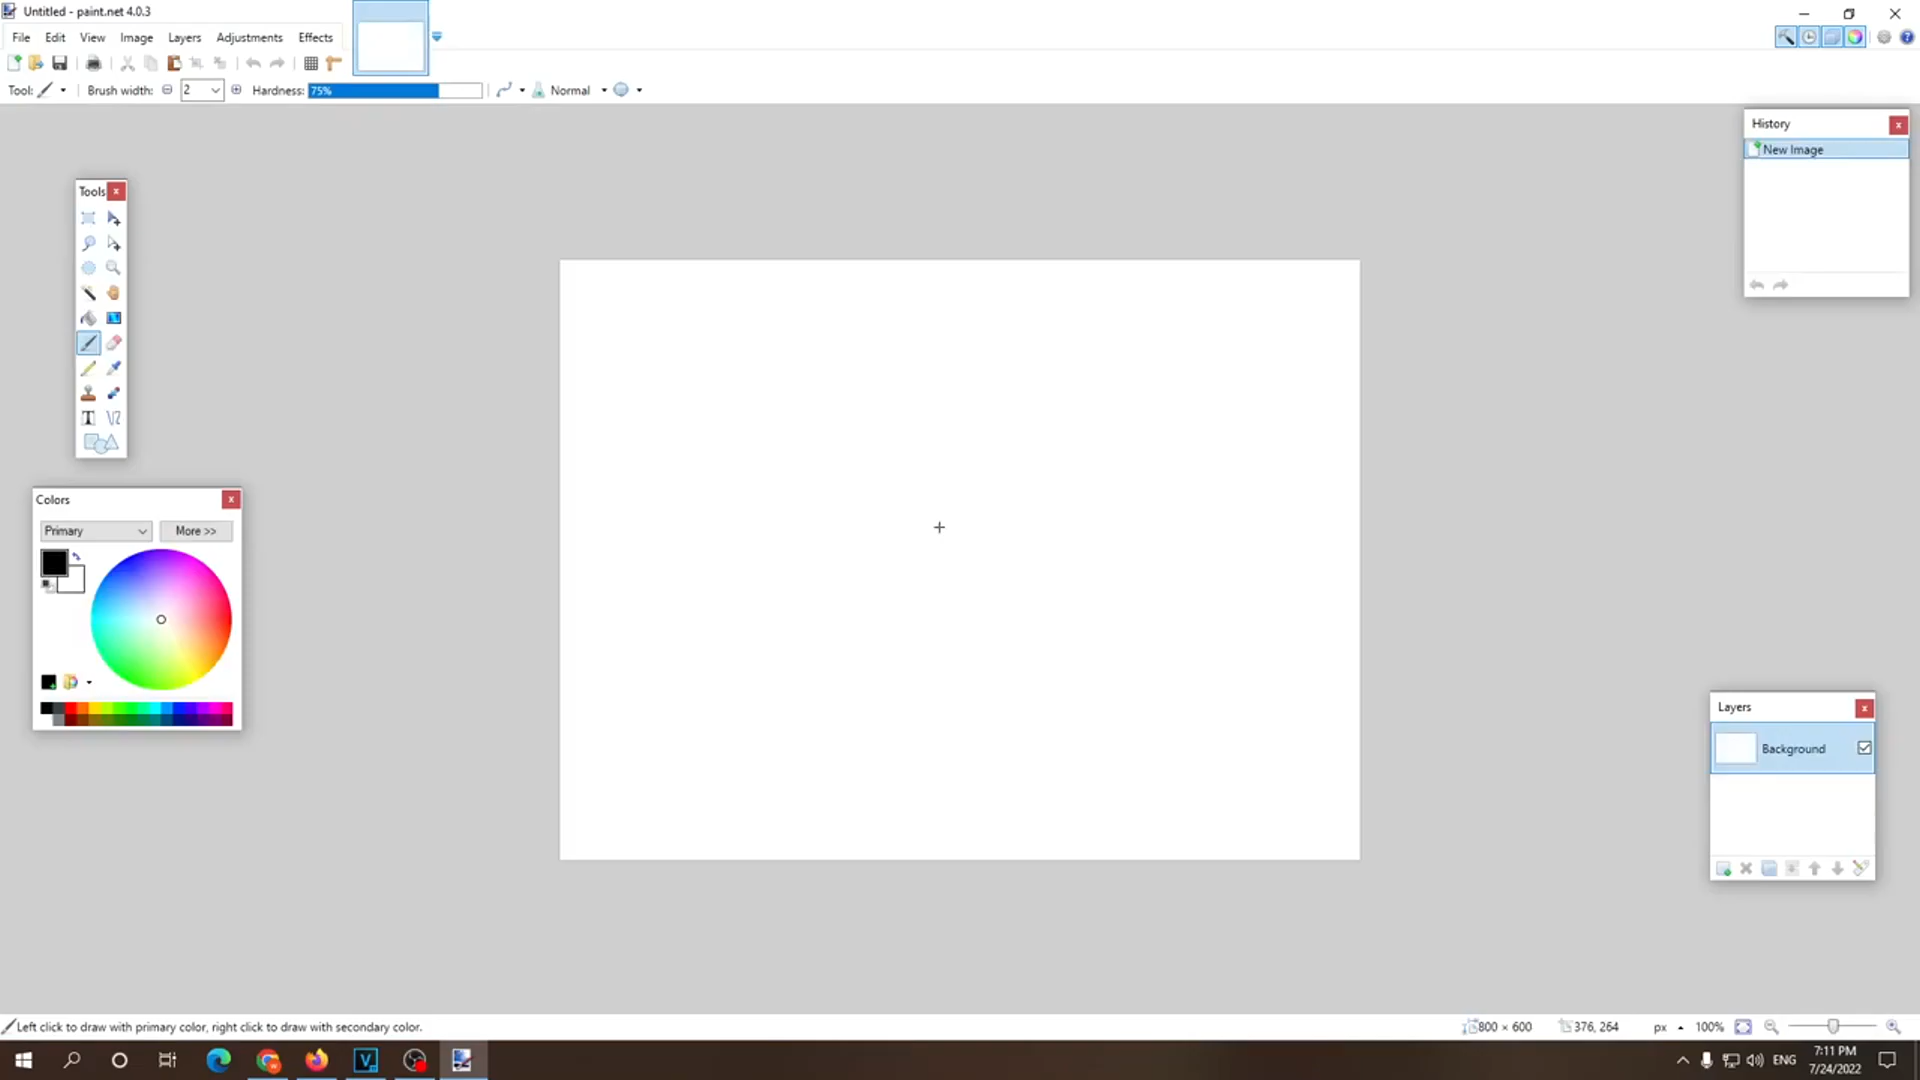 Untitled - paint.net 4.0.3
File Edit View Image Layers Adjustments Effects
Tool: Brush width: 2 Hardness: 75% Normal
History
New Image
Tools
Colors
Primary More >>
Layers
Background
Left click to draw with primary color, right click to draw with secondary color.
800 × 600 376, 264 px 100%
ENG
7:11 PM
7/24/2022